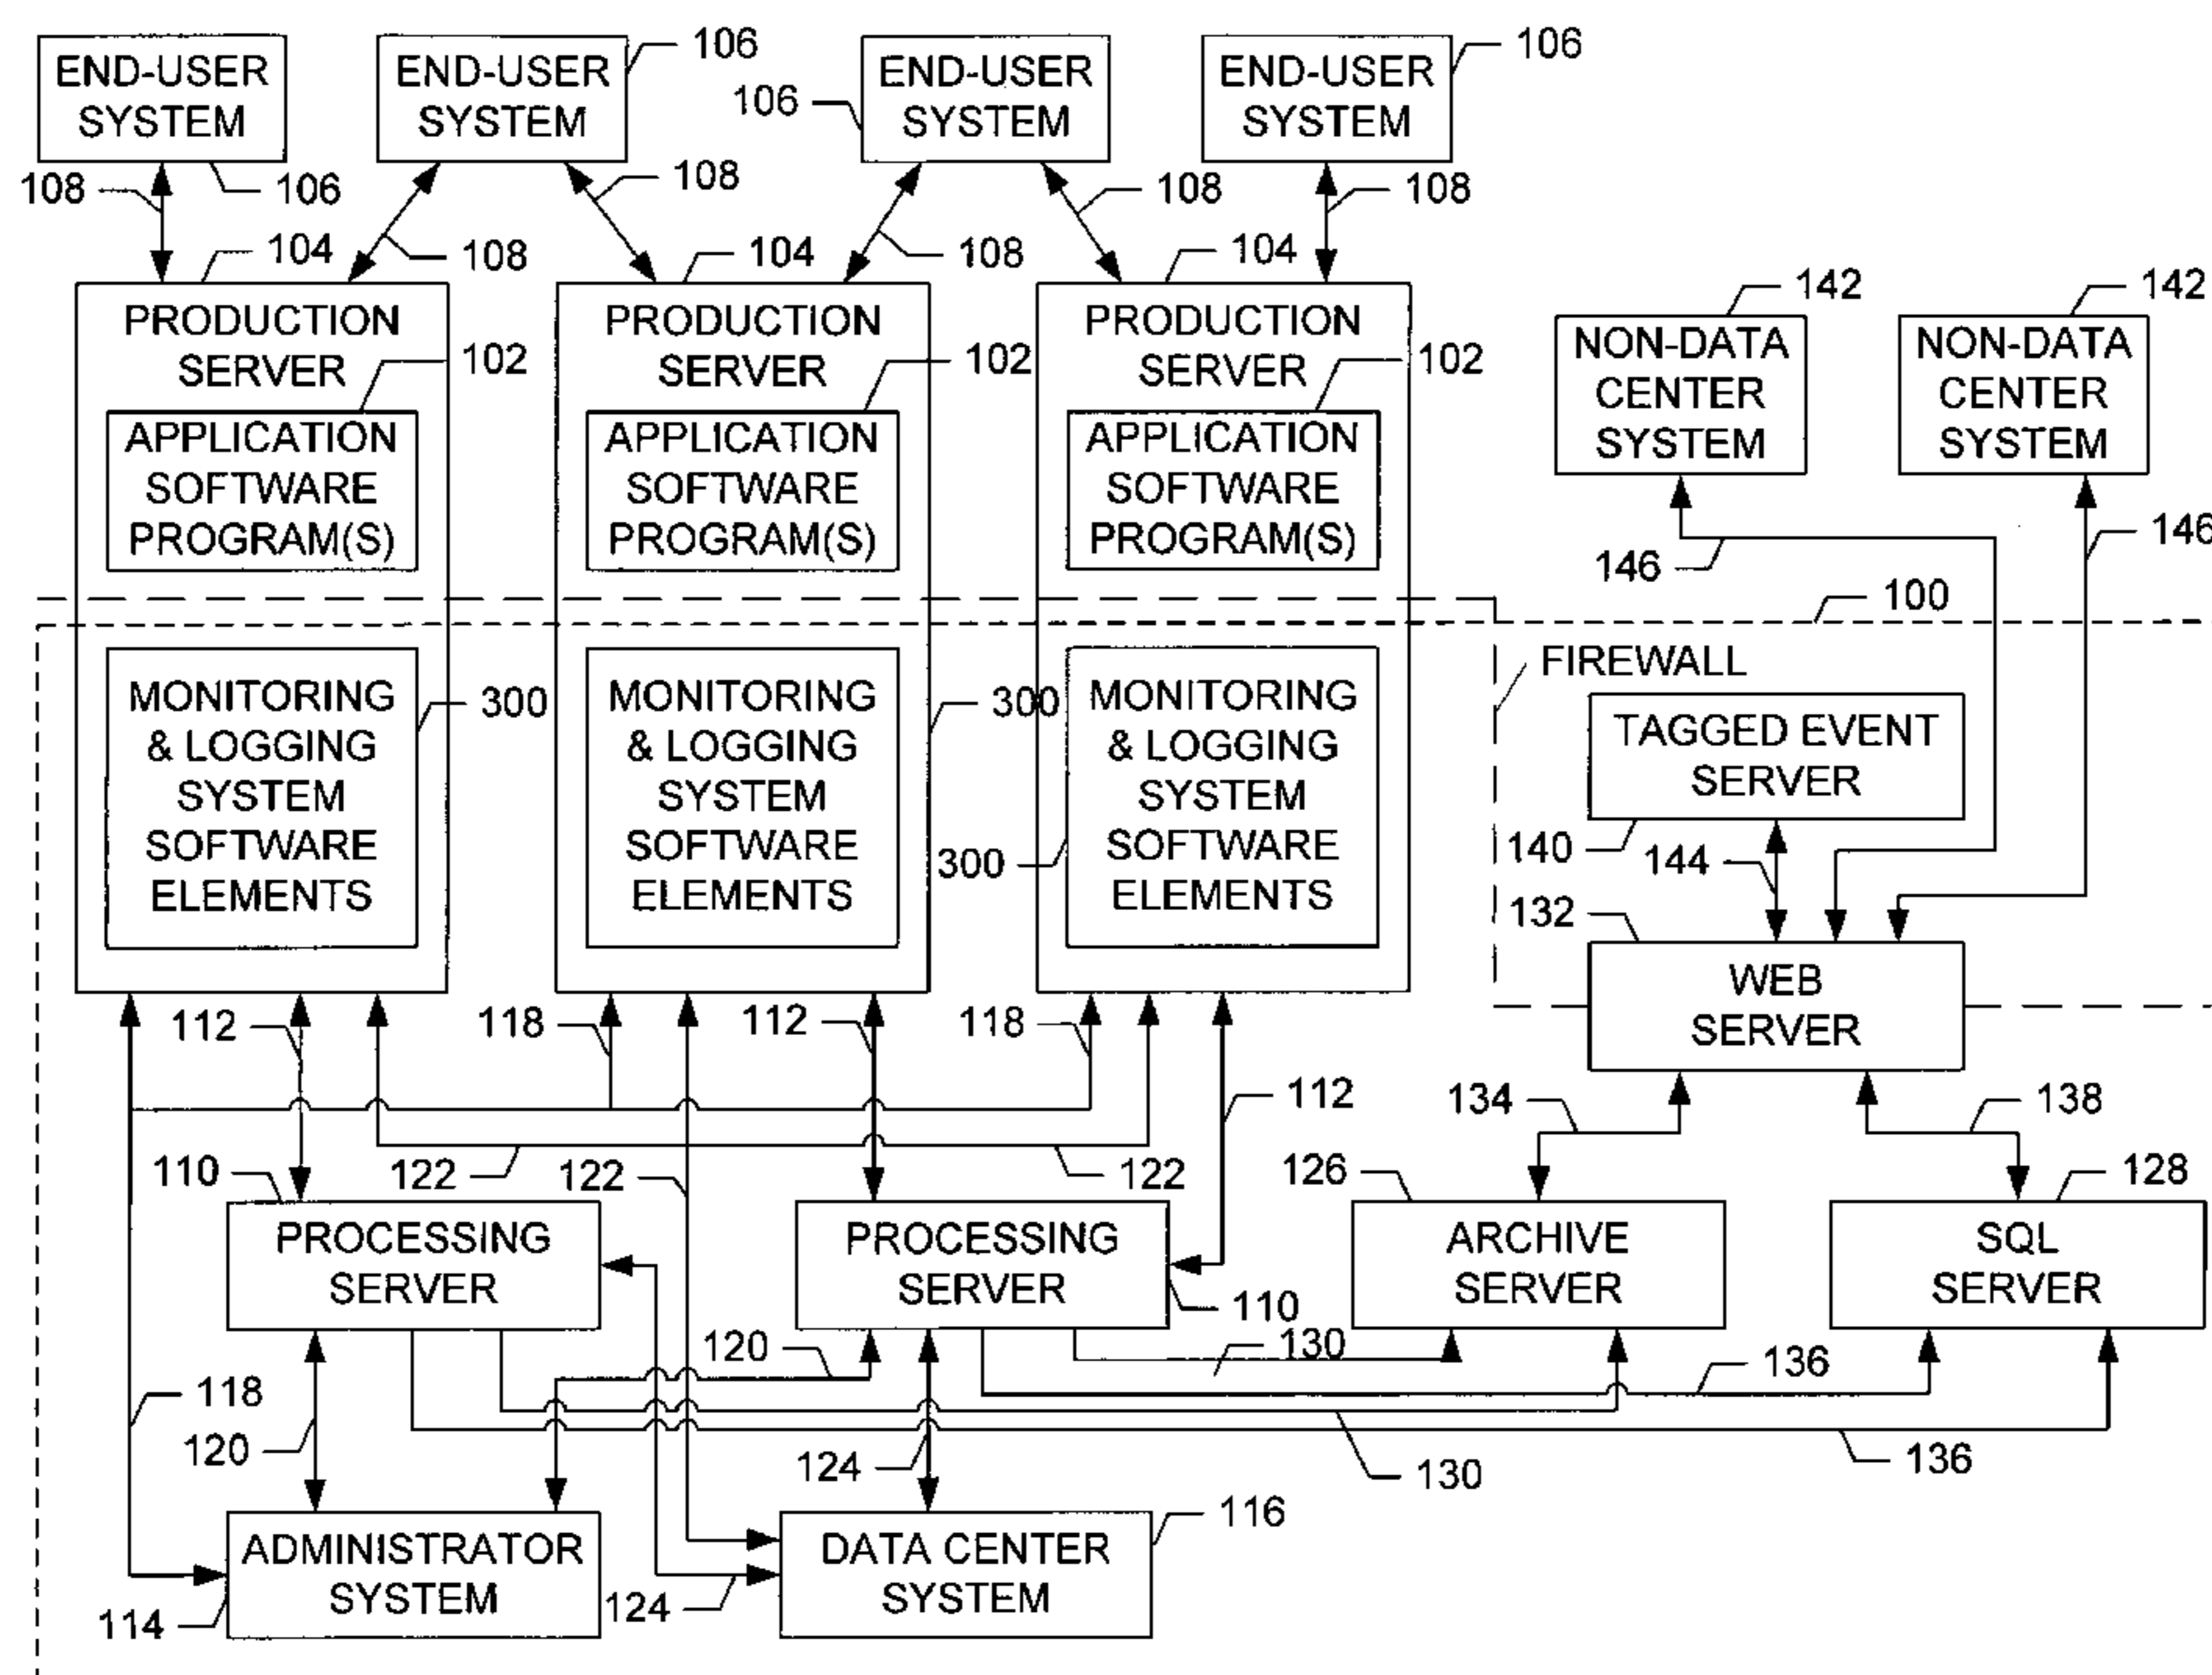 END-USER
SYSTEM
END-USER
SYSTEM
106
106
END-USER
SYSTEM
END-USER
SYSTEM
106
108
106
108
108
108
108
108
104
104
104
PRODUCTION
SERVER
102
APPLICATION
SOFTWARE
PROGRAM(S)
PRODUCTION
SERVER
102
APPLICATION
SOFTWARE
PROGRAM(S)
PRODUCTION
SERVER
102
APPLICATION
SOFTWARE
PROGRAM(S)
142
NON-DATA
CENTER
SYSTEM
142
NON-DATA
CENTER
SYSTEM
146
146
100
FIREWALL
MONITORING
& LOGGING
SYSTEM
SOFTWARE
ELEMENTS
300
MONITORING
& LOGGING
SYSTEM
SOFTWARE
ELEMENTS
300
MONITORING
& LOGGING
SYSTEM
SOFTWARE
ELEMENTS
300
TAGGED EVENT
SERVER
140
144
132
WEB
SERVER
112
118
112
118
112
134
138
110
122
122
122
126
128
PROCESSING
SERVER
PROCESSING
SERVER
110
ARCHIVE
SERVER
SQL
SERVER
120
130
136
118
120
124
130
136
ADMINISTRATOR
SYSTEM
114
124
DATA CENTER
SYSTEM
116